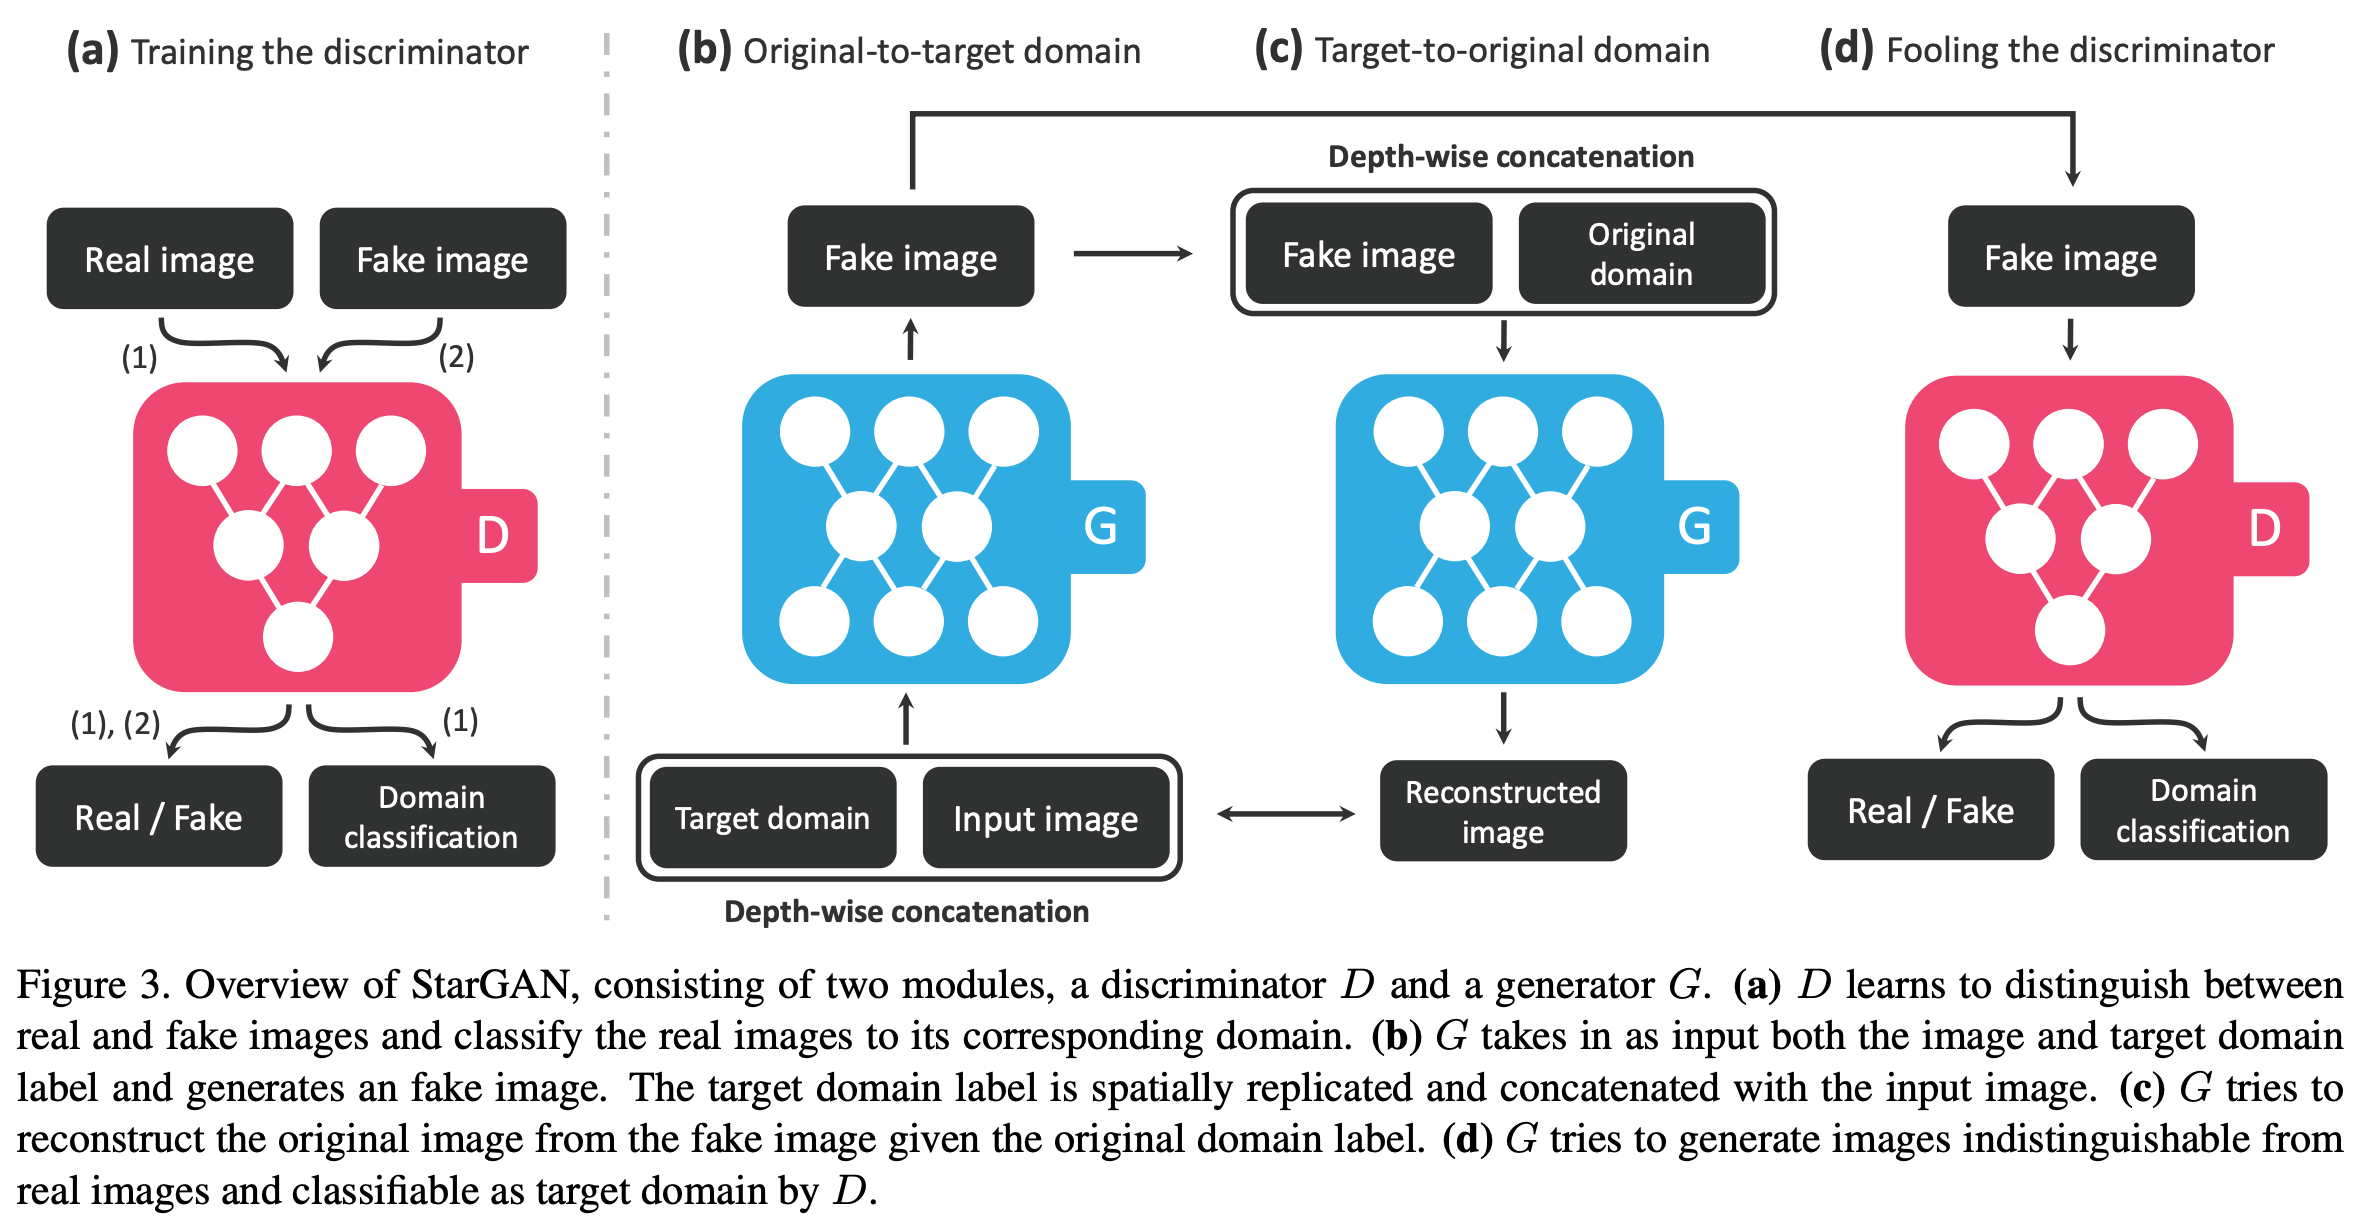 (a) Training the discriminator
(b) Original-to-target domain
(c) Target-to-original domain
(d) Fooling the discriminator
Real image
Fake image
(1)
(2)
D
(1), (2)
(1)
Real / Fake
Domain
classification
Fake image
G
Target domain
Input image
Depth-wise concatenation
Depth-wise concatenation
Fake image
Original
domain
G
Reconstructed
image
Fake image
D
Real / Fake
Domain
classification
Figure 3. Overview of StarGAN, consisting of two modules, a discriminator D and a generator G. (a) D learns to distinguish between
real and fake images and classify the real images to its corresponding domain. (b) G takes in as input both the image and target domain
label and generates an fake image. The target domain label is spatially replicated and concatenated with the input image. (c) G tries to
reconstruct the original image from the fake image given the original domain label. (d) G tries to generate images indistinguishable from
real images and classifiable as target domain by D.